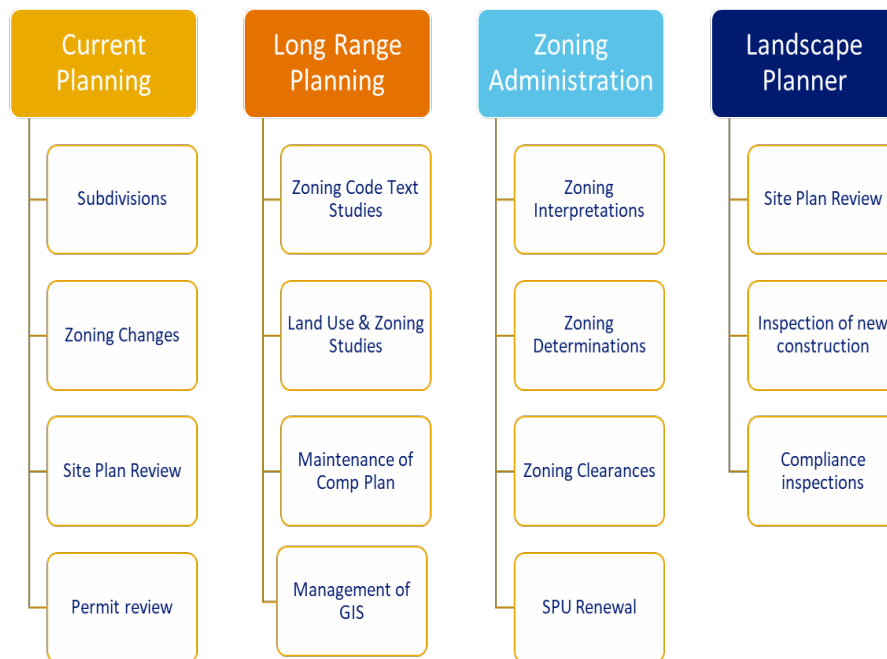 Current
Planning
Subdivisions
Zoning Changes
Site Plan Review
Permit review
Long Range
Planning
Zoning Code Text
Studies
Land Use & Zoning
Studies
Maintenance of
Comp Plan
Management of
GIS
Zoning
Administration
Zoning
Interpretations
Zoning
Determinations
Zoning Clearances
SPU Renewal
Landscape
Planner
Site Plan Review
Inspection of new
construction
Compliance
inspections